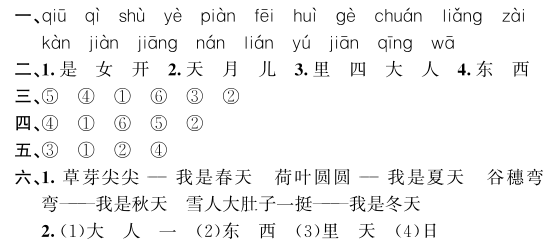 一、qiū qì shù yè piàn fēi huì gè chuán liǎng zài
kàn jiàn jiāng nán lián yú jiān qīng wā
二、1. 是 女 开 2. 天 月 儿 3. 里 四 大 人 4. 东 西
三、⑤ ④ ① ⑥ ③ ②
四、④ ① ⑥ ⑤ ②
五、③ ① ② ④
六、1. 草芽尖尖 — 我是春天 荷叶圆圆 — 我是夏天 谷穗弯
弯——我是秋天 雪人大肚子一挺——我是冬天
2. (1)大 人 一 (2)东 西 (3)里 天 (4)日